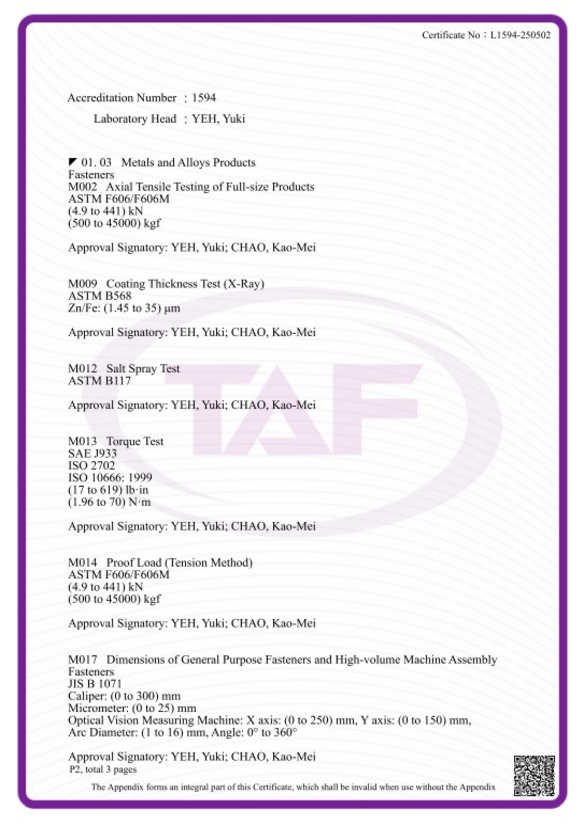 Certificate No：L1594-250502
Accreditation Number ：1594
Laboratory Head ：YEH, Yuki
01. 03 Metals and Alloys Products
Fasteners
M002 Axial Tensile Testing of Full-size Products
ASTM F606/F606M
(4.9 to 441) kN
(500 to 45000) kgf
Approval Signatory: YEH, Yuki; CHAO, Kao-Mei
M009 Coating Thickness Test (X-Ray)
ASTM B568
Zn/Fe: (1.45 to 35) μm
Approval Signatory: YEH, Yuki; CHAO, Kao-Mei
M012 Salt Spray Test
ASTM B117
TAF
Approval Signatory: YEH, Yuki; CHAO, Kao-Mei
M013 Torque Test
SAE J933
ISO 2702
ISO 10666: 1999
(17 to 619) lb·in
(1.96 to 70) N·m
Approval Signatory: YEH, Yuki; CHAO, Kao-Mei
M014 Proof Load (Tension Method)
ASTM F606/F606M
(4.9 to 441) kN
(500 to 45000) kgf
Approval Signatory: YEH, Yuki; CHAO, Kao-Mei
M017 Dimensions of General Purpose Fasteners and High-volume Machine Assembly
Fasteners
JIS B 1071
Caliper: (0 to 300) mm
Micrometer: (0 to 25) mm
Optical Vision Measuring Machine: X axis: (0 to 250) mm, Y axis: (0 to 150) mm,
Arc Diameter: (1 to 16) mm, Angle: 0° to 360°
Approval Signatory: YEH, Yuki; CHAO, Kao-Mei
P2, total 3 pages
The Appendix forms an integral part of this Certificate, which shall be invalid when use without the Appendix